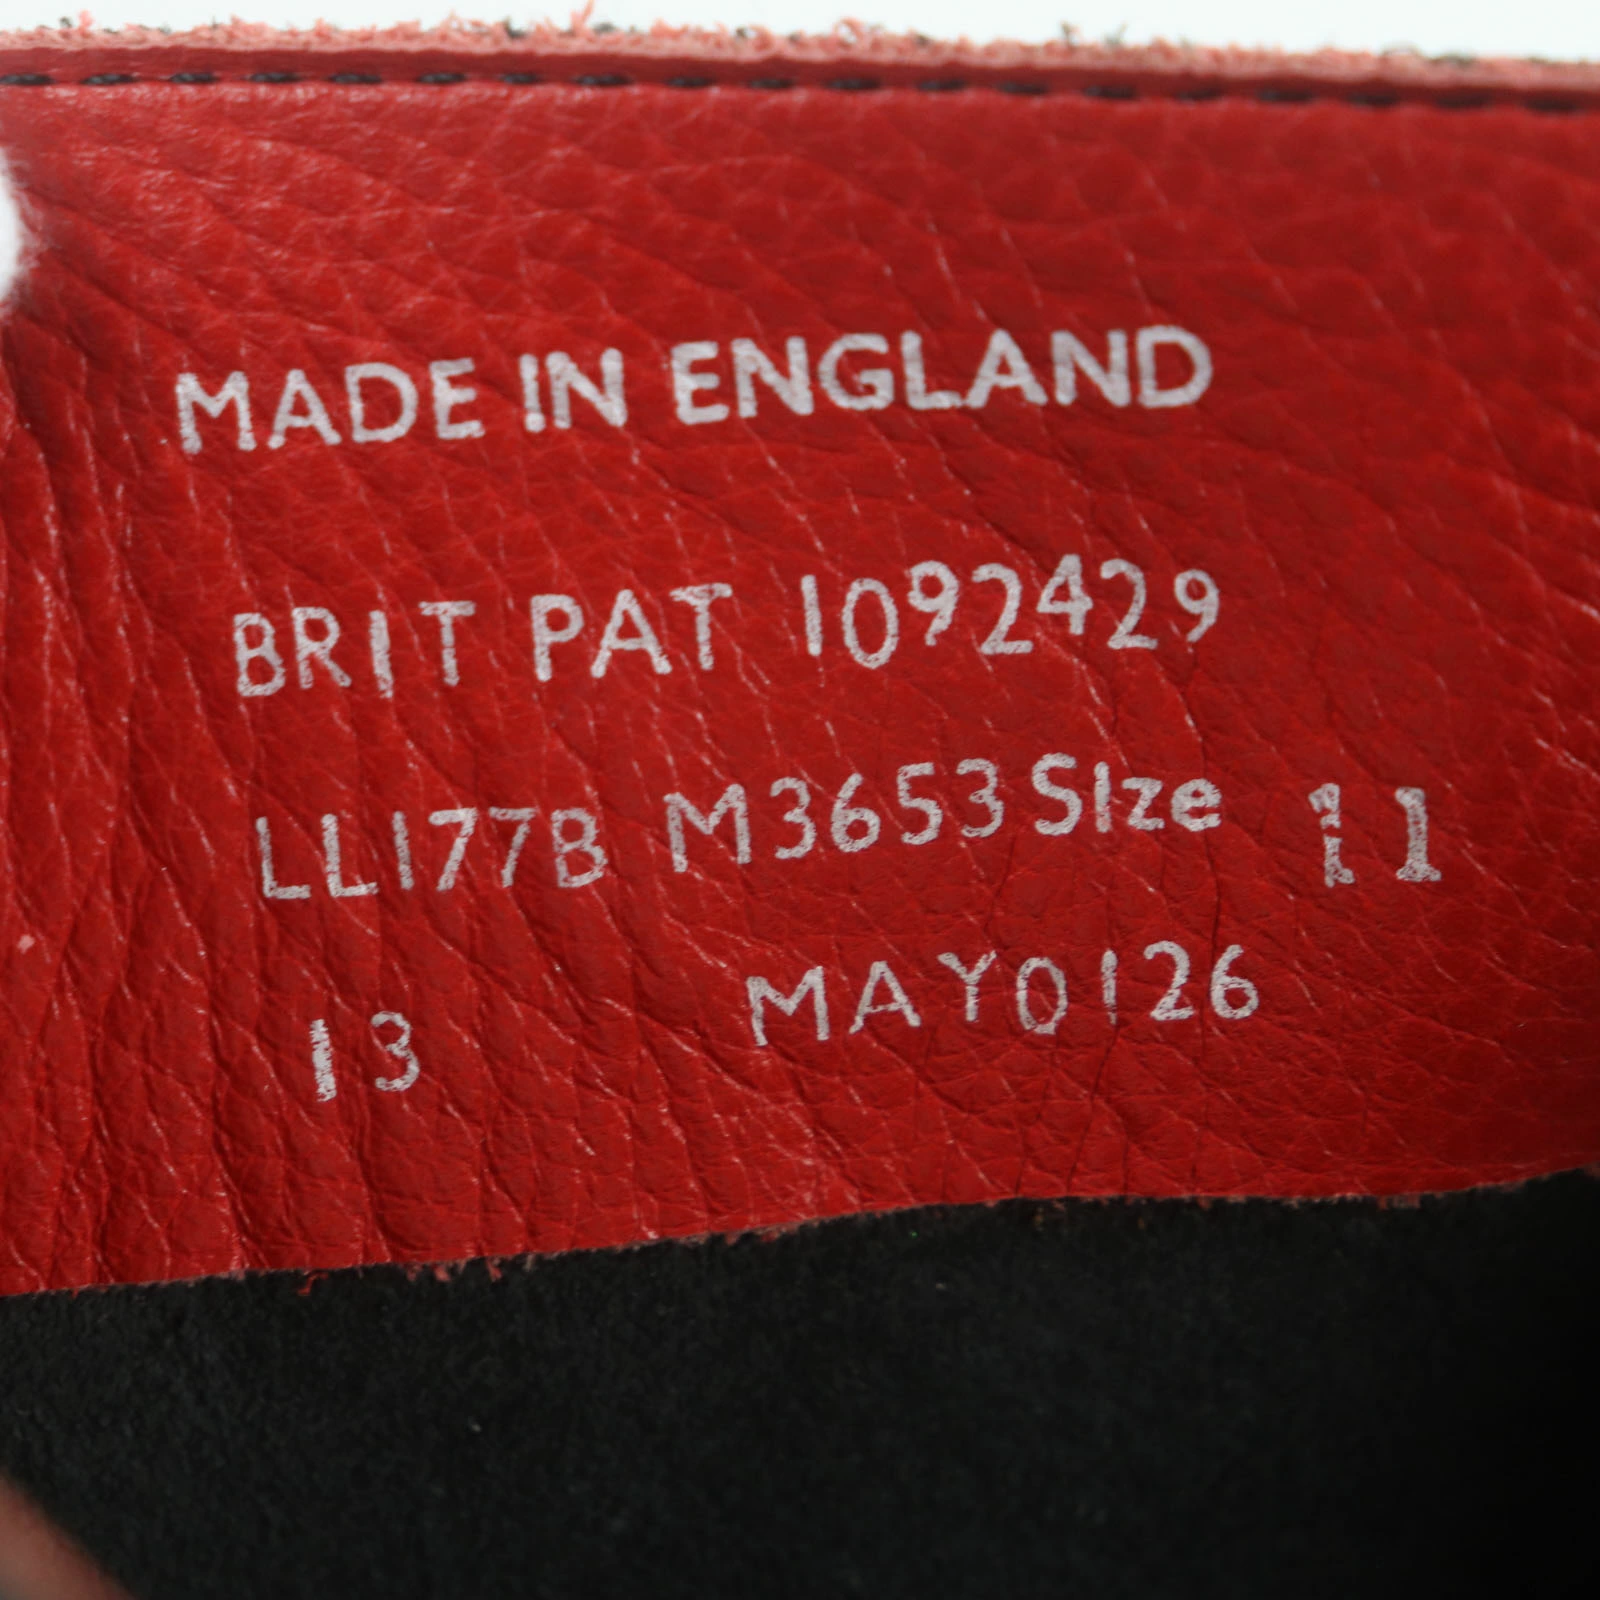 MADE IN ENGLAND
BRIT PAT 1092429
LL177B M3653 SIze 11
13 MAY0126